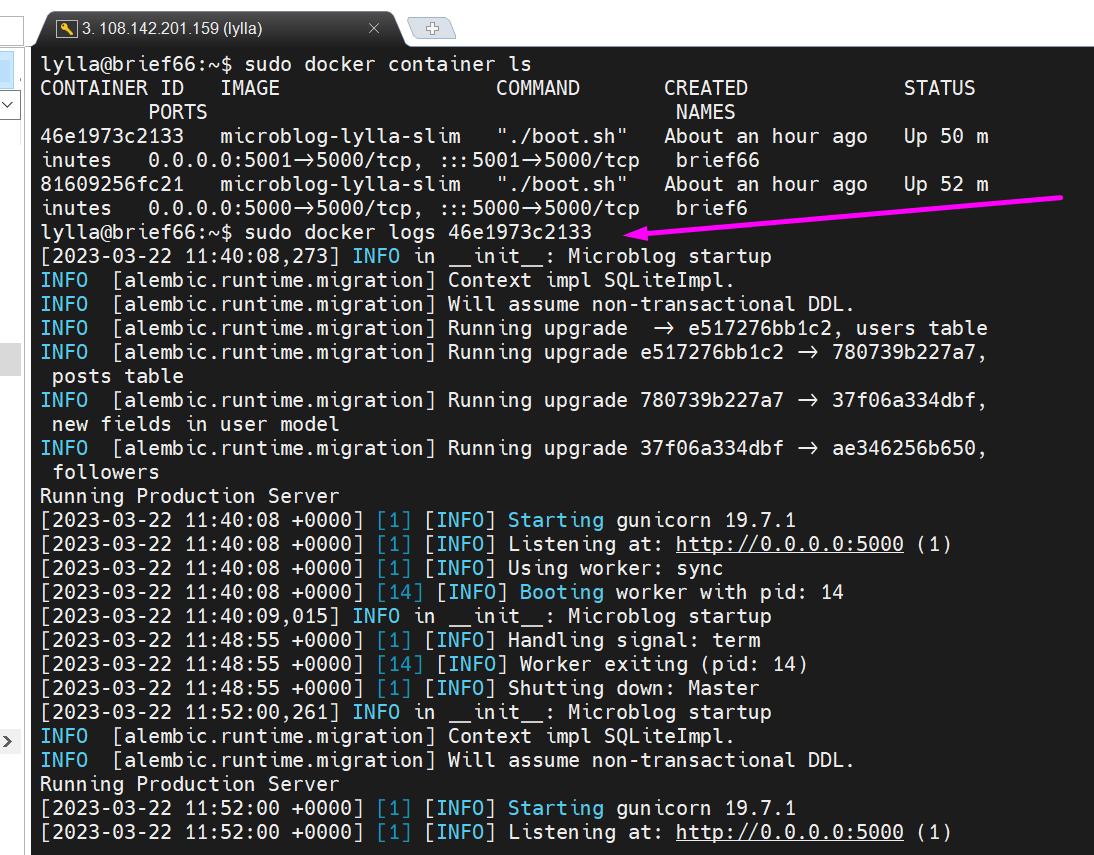 3. 108.142.201.159 (lylla)
lylla@brief66:~$ sudo docker container ls
CONTAINER ID   IMAGE                  COMMAND       CREATED             STATUS
         PORTS                                       NAMES
46e1973c2133   microblog-lylla-slim   "./boot.sh"   About an hour ago   Up 50 m
inutes   0.0.0.0:5001->5000/tcp, :::5001->5000/tcp   brief66
81609256fc21   microblog-lylla-slim   "./boot.sh"   About an hour ago   Up 52 m
inutes   0.0.0.0:5000->5000/tcp, :::5000->5000/tcp   brief6
lylla@brief66:~$ sudo docker logs 46e1973c2133
[2023-03-22 11:40:08,273] INFO in __init__: Microblog startup
INFO  [alembic.runtime.migration] Context impl SQLiteImpl.
INFO  [alembic.runtime.migration] Will assume non-transactional DDL.
INFO  [alembic.runtime.migration] Running upgrade  -> e517276bb1c2, users table
INFO  [alembic.runtime.migration] Running upgrade e517276bb1c2 -> 780739b227a7,
 posts table
INFO  [alembic.runtime.migration] Running upgrade 780739b227a7 -> 37f06a334dbf,
 new fields in user model
INFO  [alembic.runtime.migration] Running upgrade 37f06a334dbf -> ae346256b650,
 followers
Running Production Server
[2023-03-22 11:40:08 +0000] [1] [INFO] Starting gunicorn 19.7.1
[2023-03-22 11:40:08 +0000] [1] [INFO] Listening at: http://0.0.0.0:5000 (1)
[2023-03-22 11:40:08 +0000] [1] [INFO] Using worker: sync
[2023-03-22 11:40:08 +0000] [14] [INFO] Booting worker with pid: 14
[2023-03-22 11:40:09,015] INFO in __init__: Microblog startup
[2023-03-22 11:48:55 +0000] [1] [INFO] Handling signal: term
[2023-03-22 11:48:55 +0000] [14] [INFO] Worker exiting (pid: 14)
[2023-03-22 11:48:55 +0000] [1] [INFO] Shutting down: Master
[2023-03-22 11:52:00,261] INFO in __init__: Microblog startup
INFO  [alembic.runtime.migration] Context impl SQLiteImpl.
INFO  [alembic.runtime.migration] Will assume non-transactional DDL.
Running Production Server
[2023-03-22 11:52:00 +0000] [1] [INFO] Starting gunicorn 19.7.1
[2023-03-22 11:52:00 +0000] [1] [INFO] Listening at: http://0.0.0.0:5000 (1)